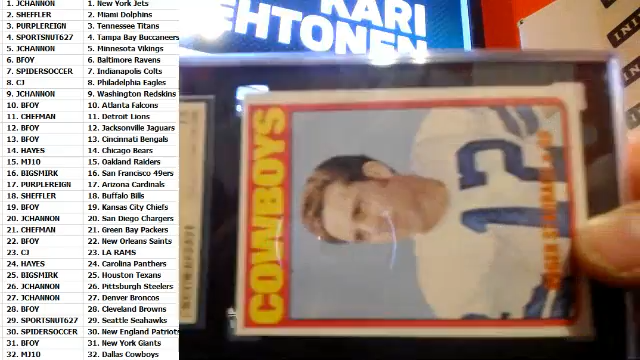 1. JCHANNON 1. New York Jets
2. SHEFFLER 2. Miami Dolphins
3. PURPLEREIGN 3. Tennessee Titans
4. SPORTSNUT627 4. Tampa Bay Buccaneers
5. JCHANNON 5. Minnesota Vikings
6. BFOY 6. Baltimore Ravens
7. SPIDERSOCCER 7. Indianapolis Colts
8. CJ 8. Philadelphia Eagles
9. JCHANNON 9. Washington Redskins
10. BFOY 10. Atlanta Falcons
11. CHEFMAN 11. Detroit Lions
12. BFOY 12. Jacksonville Jaguars
13. BFOY 13. Cincinnati Bengals
14. HAYES 14. Chicago Bears
15. MJ10 15. Oakland Raiders
16. BIGSMIRK 16. San Francisco 49ers
17. PURPLEREIGN 17. Arizona Cardinals
18. SHEFFLER 18. Buffalo Bills
19. BFOY 19. Kansas City Chiefs
20. JCHANNON 20. San Diego Chargers
21. CHEFMAN 21. Green Bay Packers
22. BFOY 22. New Orleans Saints
23. CJ 23. LA RAMS
24. HAYES 24. Carolina Panthers
25. BIGSMIRK 25. Houston Texans
26. JCHANNON 26. Pittsburgh Steelers
27. JCHANNON 27. Denver Broncos
28. BFOY 28. Cleveland Browns
29. SPORTSNUT627 29. Seattle Seahawks
30. SPIDERSOCCER 30. New England Patriots
31. BFOY 31. New York Giants
32. MJ10 32. Dallas Cowboys
KARI
EHTONEN
COWBOYS
12